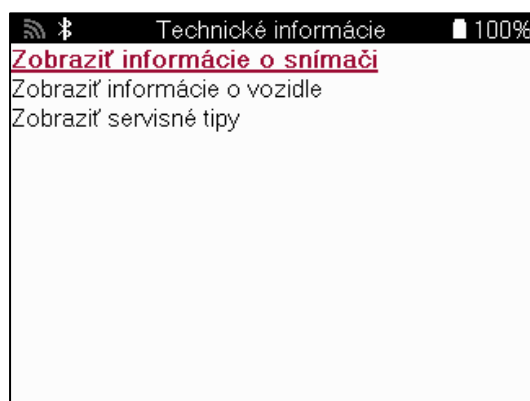 Technické informácie 100%
Zobraziť informácie o snímači
Zobraziť informácie o vozidle
Zobraziť servisné tipy